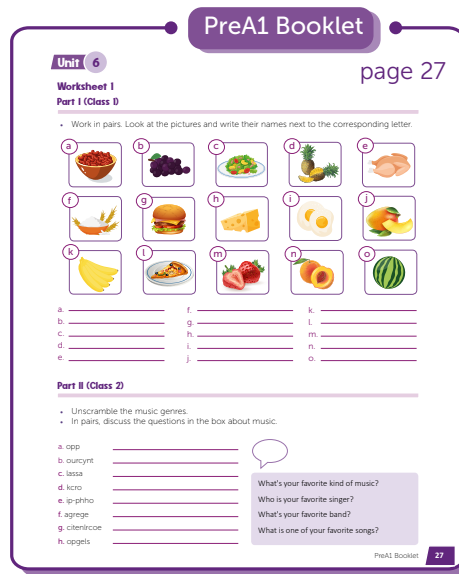 PreA1 Booklet
page 27
Unit 6
Worksheet 1
Part I (Class 1)
• Work in pairs. Look at the pictures and write their names next to the corresponding letter.
a b c d e
f g h i j
k l m n o
a. f. k.
b. g. l.
c. h. m.
d. i. n.
e. j. o.
Part II (Class 2)
• Unscramble the music genres.
• In pairs, discuss the questions in the box about music.
a. opp
b. ourcynt
c. lassa
d. kcro
e. ip-phho
f. agrege
g. citenlrcoe
h. opgels
What's your favorite kind of music?
Who is your favorite singer?
What's your favorite band?
What is one of your favorite songs?
PreA1 Booklet 27